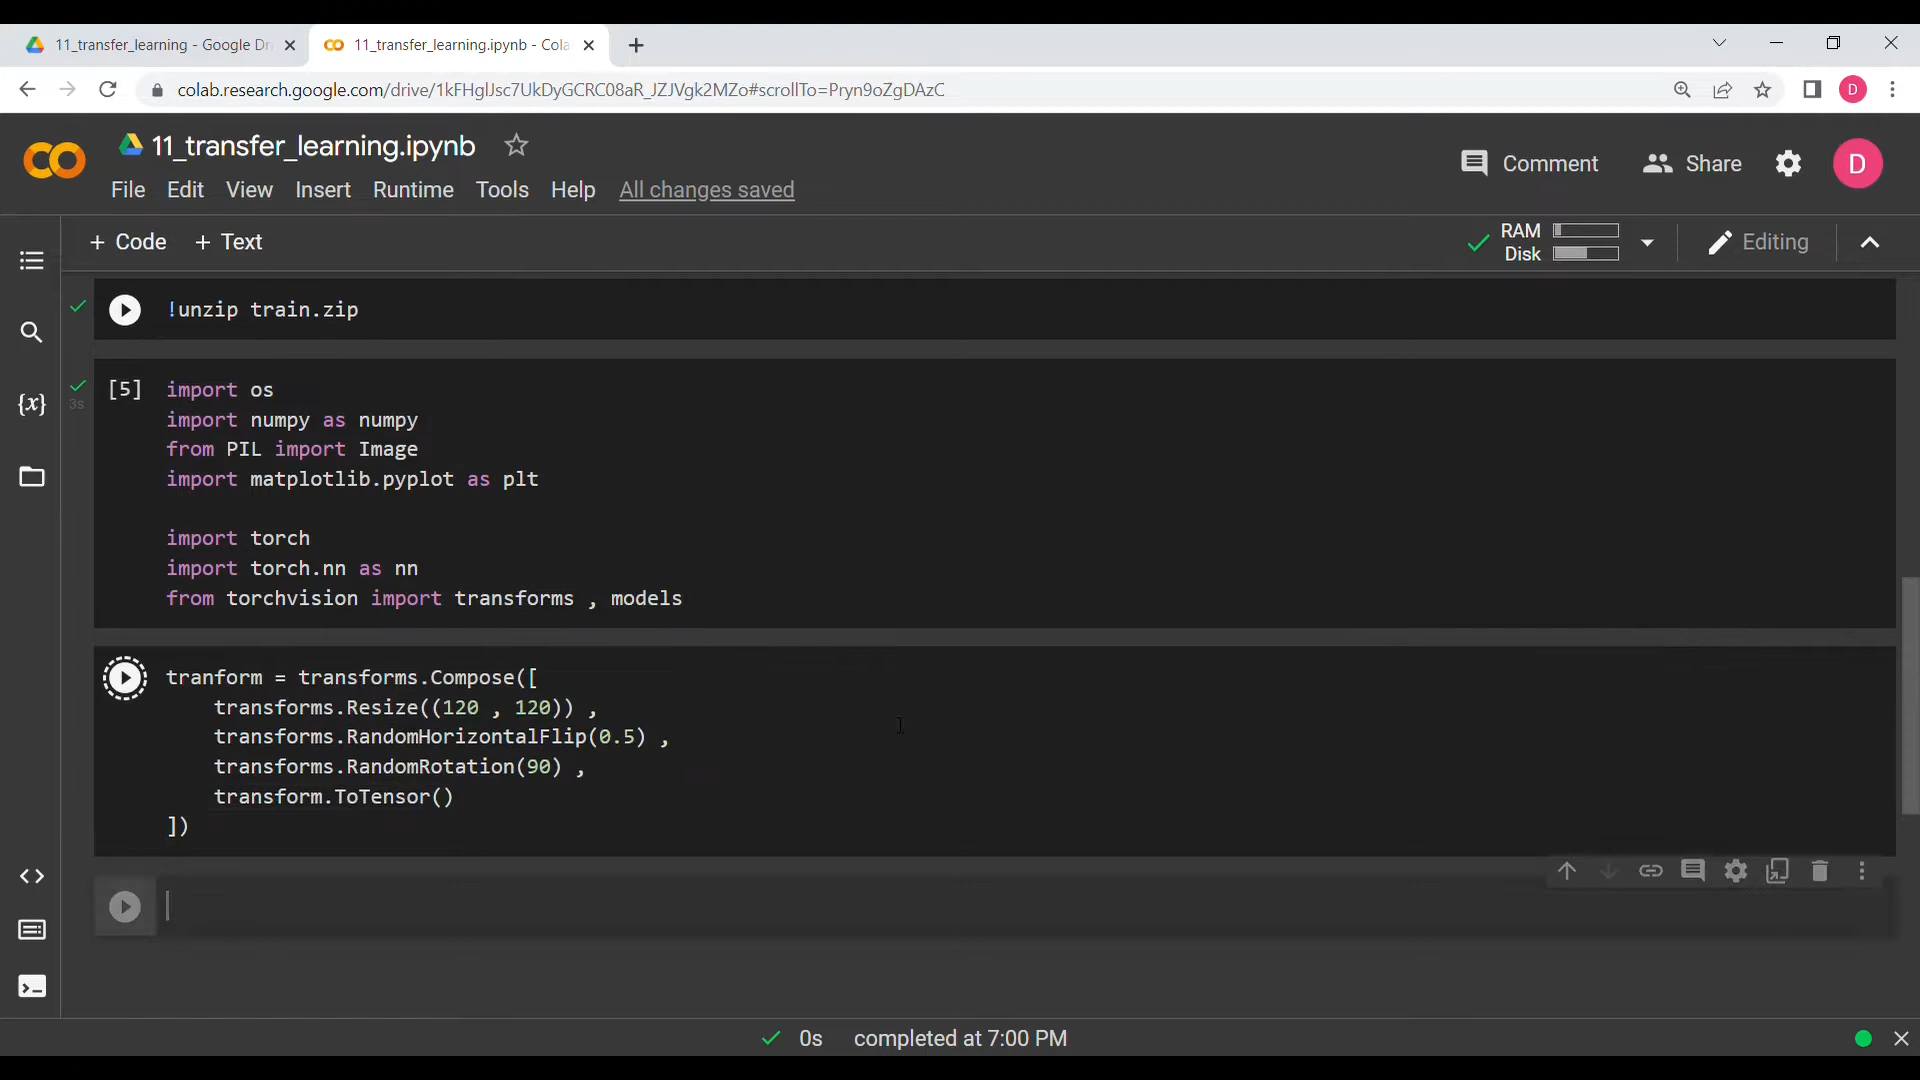 11_transfer_learning - Google Dr
11_transfer_learning.ipynb - Cola
colab.research.google.com/drive/1kFHglJsc7UkDyGCRC08aR_JZJVgk2MZo#scrollTo=Pryn9oZgDAzC
D
11_transfer_learning.ipynb
Comment
Share
D
File Edit View Insert Runtime Tools Help All changes saved
+ Code + Text
RAM
Disk
Editing
!unzip train.zip
[5] import os
3s
import numpy as numpy
from PIL import Image
import matplotlib.pyplot as plt
import torch
import torch.nn as nn
from torchvision import transforms , models
tranform = transforms.Compose([
transforms.Resize((120 , 120)) ,
transforms.RandomHorizontalFlip(0.5) ,
transforms.RandomRotation(90) ,
transform.ToTensor()
])
0s completed at 7:00 PM